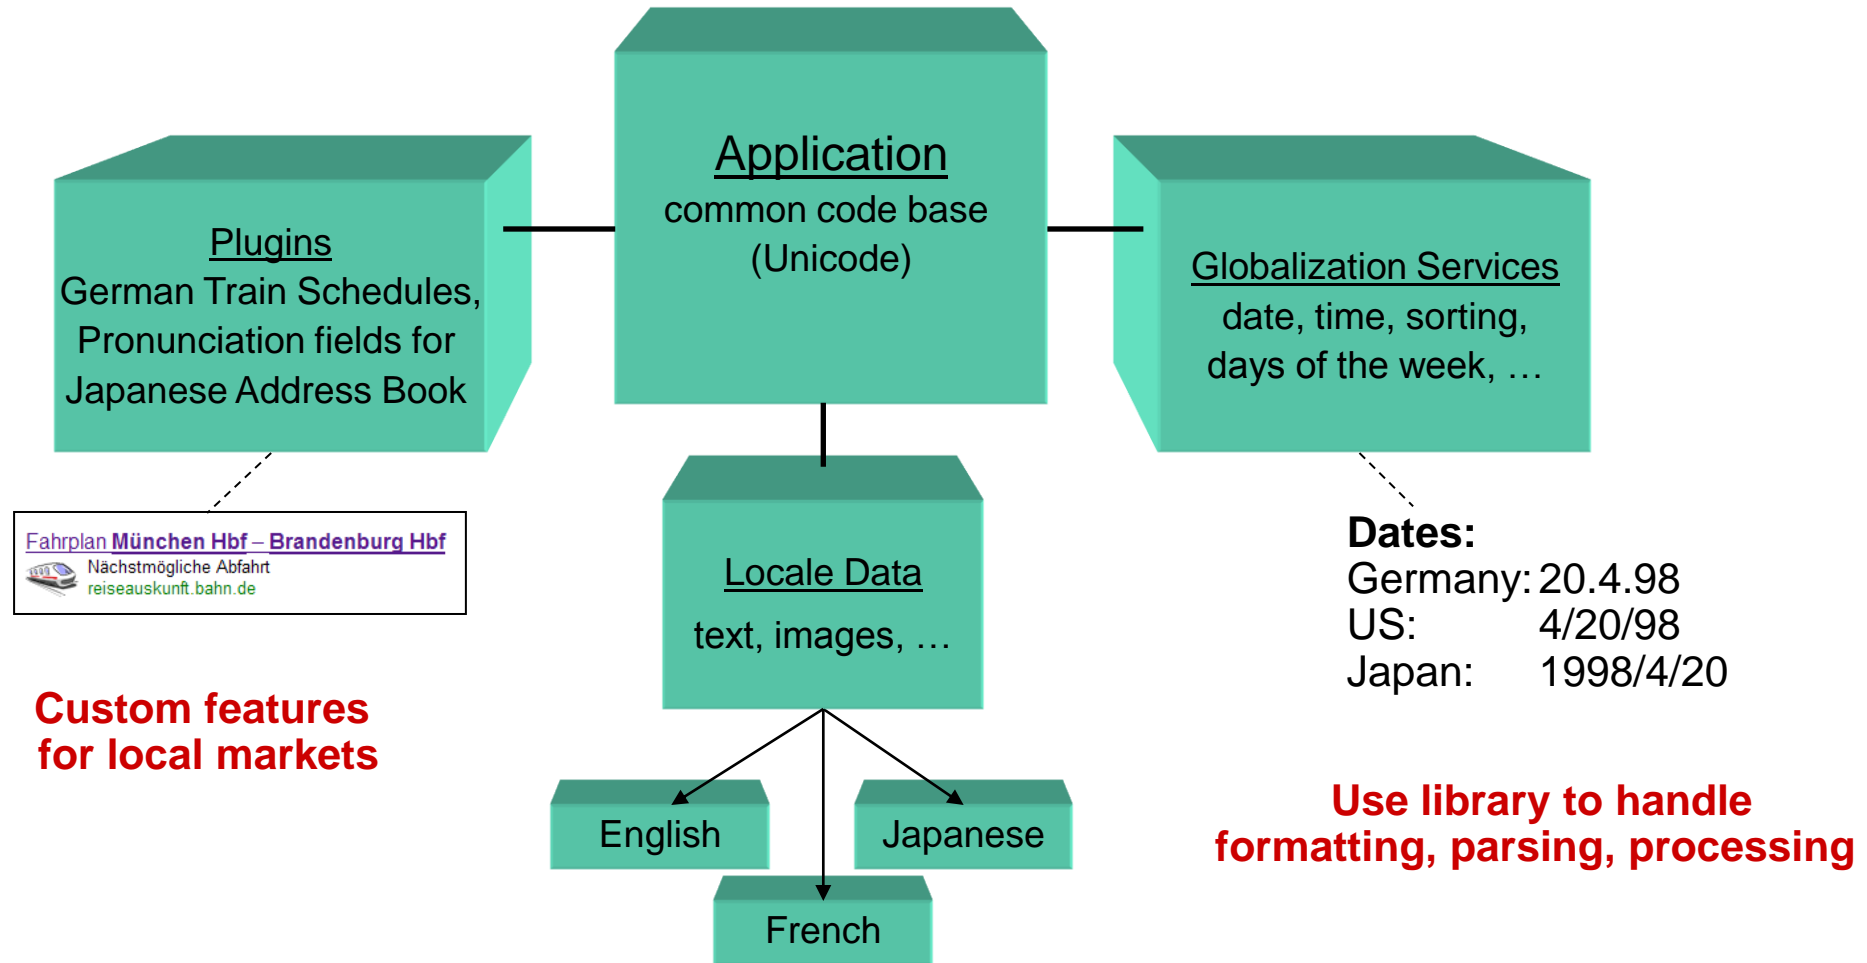 Application
common code base
(Unicode)
Plugins
German Train Schedules,
Pronunciation fields for
Japanese Address Book
Globalization Services
date, time, sorting,
days of the week, …
Fahrplan München Hbf – Brandenburg Hbf
Nächstmögliche Abfahrt
reiseauskunft.bahn.de
Locale Data
text, images, …
Dates:
Germany: 20.4.98
US: 4/20/98
Japan: 1998/4/20
Custom features
for local markets
Use library to handle
formatting, parsing, processing
English
Japanese
French